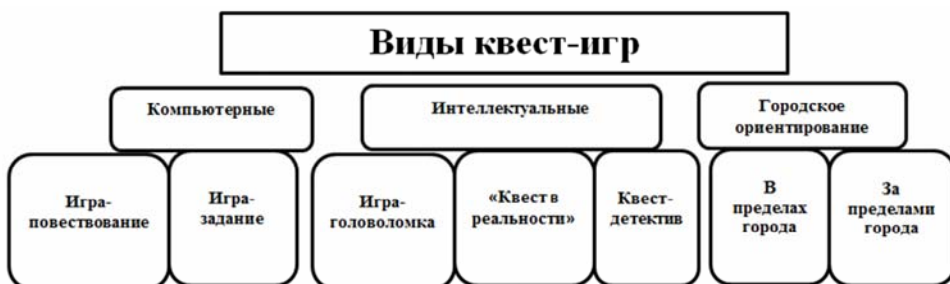 Виды квест-игр
Компьютерные
Интеллектуальные
Городское
ориентирование
Игра-
повествование
Игра-
задание
Игра-
головоломка
«Квест в
реальности»
Квест-
детектив
В
пределах
города
За
пределами
города